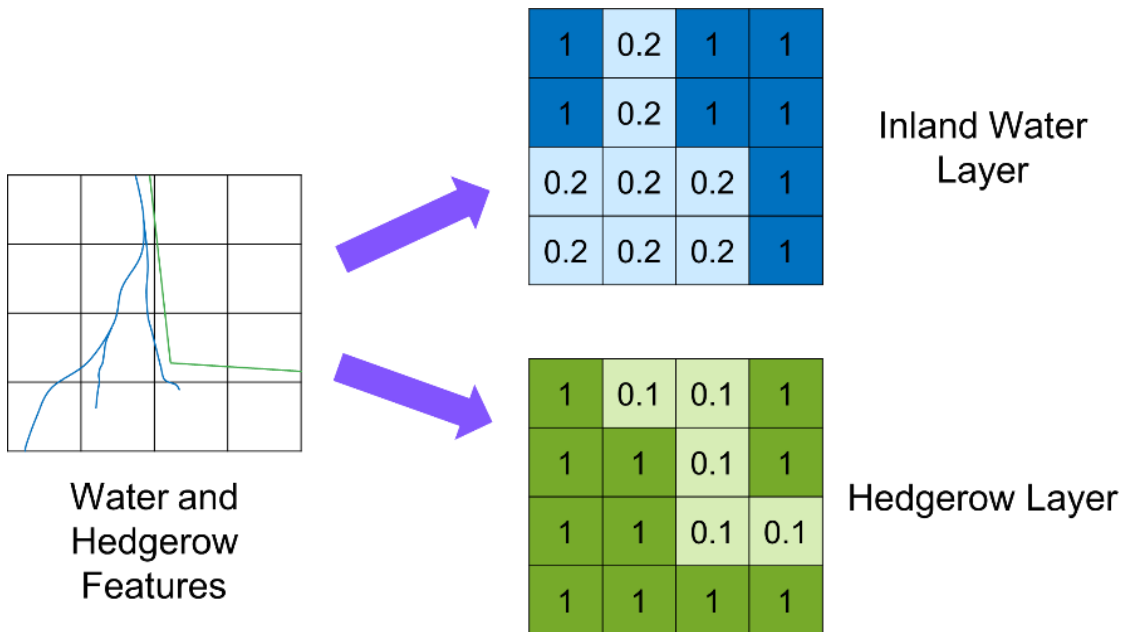 1 0.2 1 1
1 0.2 1 1
0.2 0.2 0.2 1
0.2 0.2 0.2 1
Inland Water
Layer
Water and
Hedgerow
Features
1 0.1 0.1 1
1 1 0.1 1
1 1 0.1 0.1
1 1 1 1
Hedgerow Layer